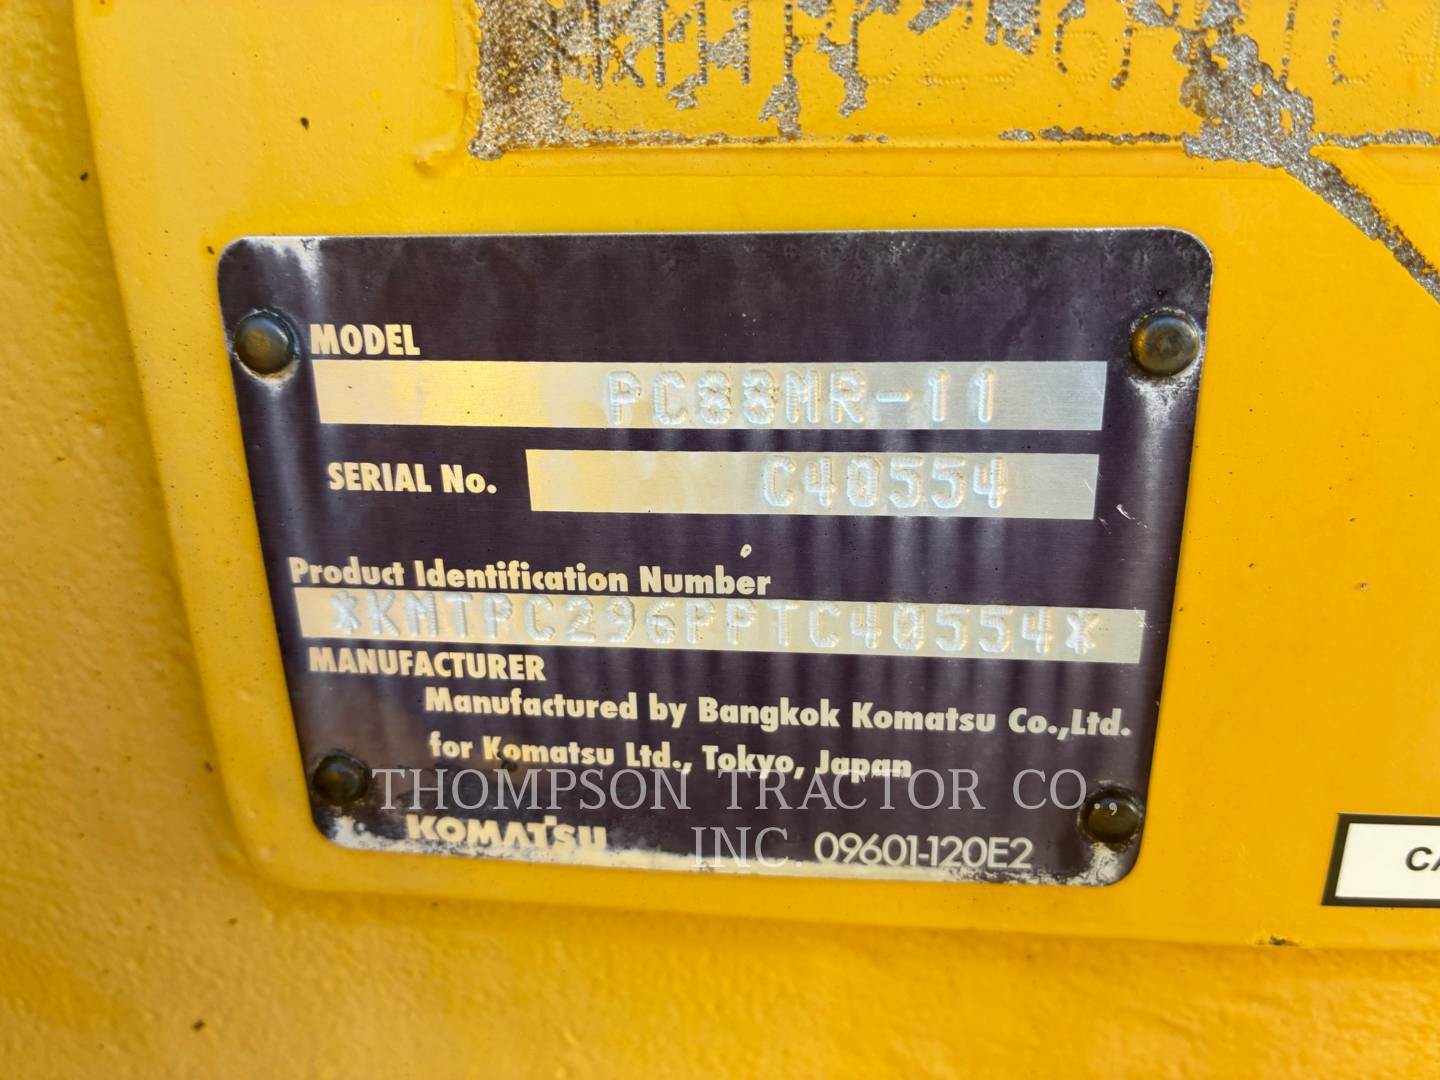 MODEL
PC88MR-11
SERIAL No.
C40554
Product Identification Number
*KMTPC296PPTC40554*
MANUFACTURER
Manufactured by Bangkok Komatsu Co.,Ltd.
for Komatsu Ltd., Tokyo, Japan
THOMPSON TRACTOR CO.,
INC.
KOMATSU
09601-120E2